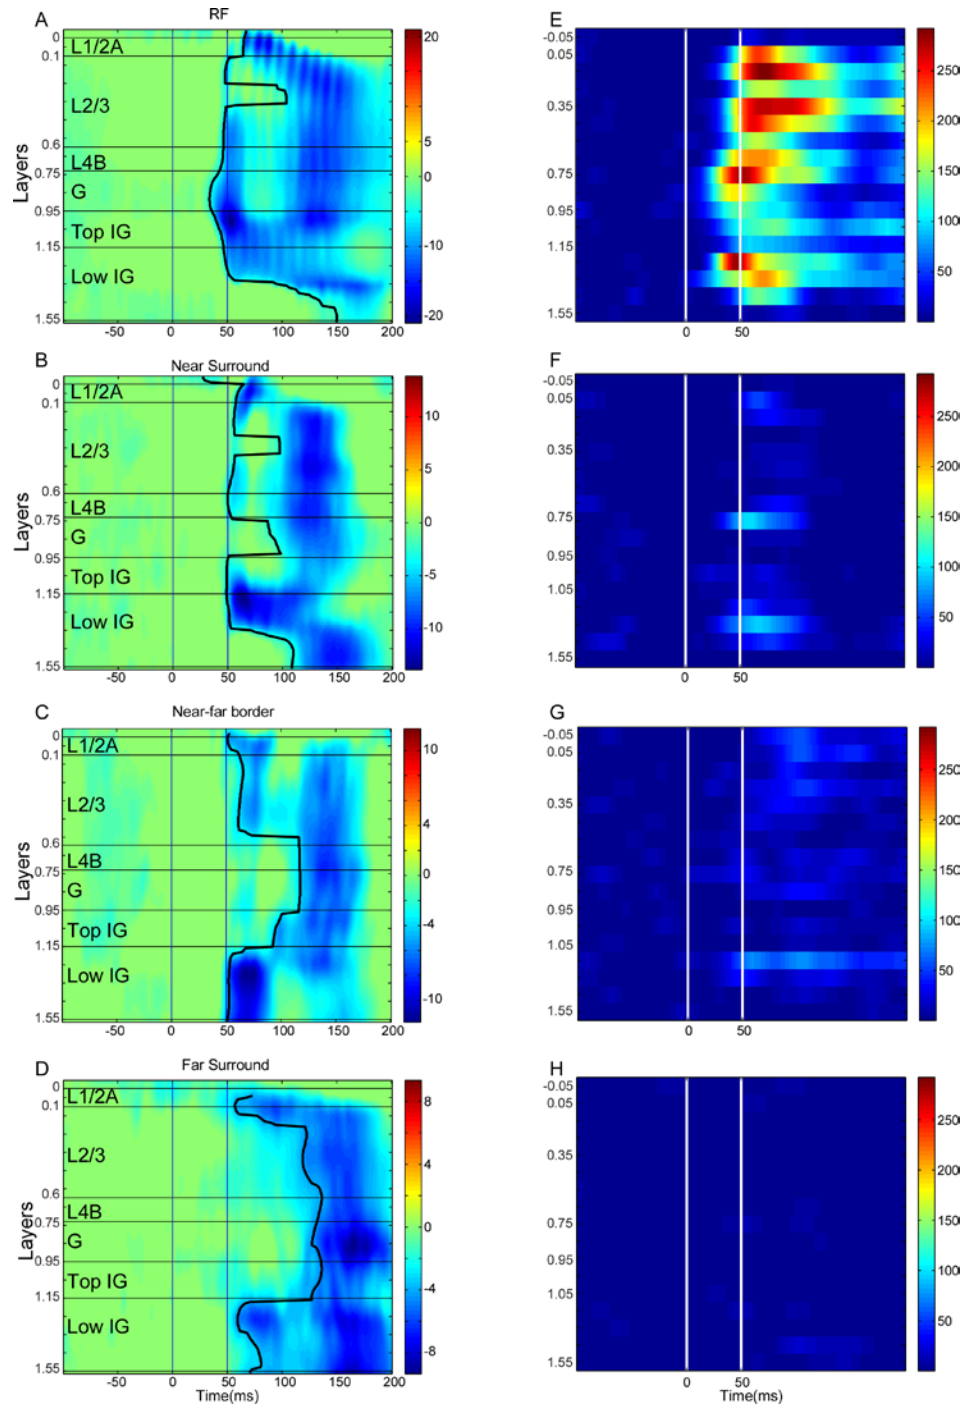 A
RF
E
0
L1/2A
0.1
L2/3
0.6
L4B
0.75
G
0.95
Top IG
1.15
Low IG
1.55
Layers
-50 0 50 100 150 200
20
5
0
-5
-10
-20
-0.05
0.05
0.35
0.75
0.95
1.15
1.55
0 50
250
200
150
100
50
B
Near Surround
F
0
L1/2A
0.1
L2/3
0.6
L4B
0.75
G
0.95
Top IG
1.15
Low IG
1.55
Layers
-50 0 50 100 150 200
10
5
0
-5
-10
-0.05
0.05
0.35
0.75
0.95
1.05
1.55
0 50
250
200
150
100
50
C
Near-far border
G
0
L1/2A
0.1
L2/3
0.6
L4B
0.75
G
0.95
Top IG
1.15
Low IG
1.55
Layers
-50 0 50 100 150 200
10
4
0
-4
-10
-0.05
0.05
0.35
0.75
1.05
1.55
0 50
250
200
150
100
50
D
Far Surround
H
0
L1/2A
0.1
L2/3
0.6
L4B
0.75
G
0.95
Top IG
1.15
Low IG
1.55
Layers
-50 0 50 100 150 200
Time(ms)
8
4
0
-4
-8
-0.05
0.05
0.35
0.75
0.95
1.05
1.55
0 50
Time(ms)
250
200
150
100
50